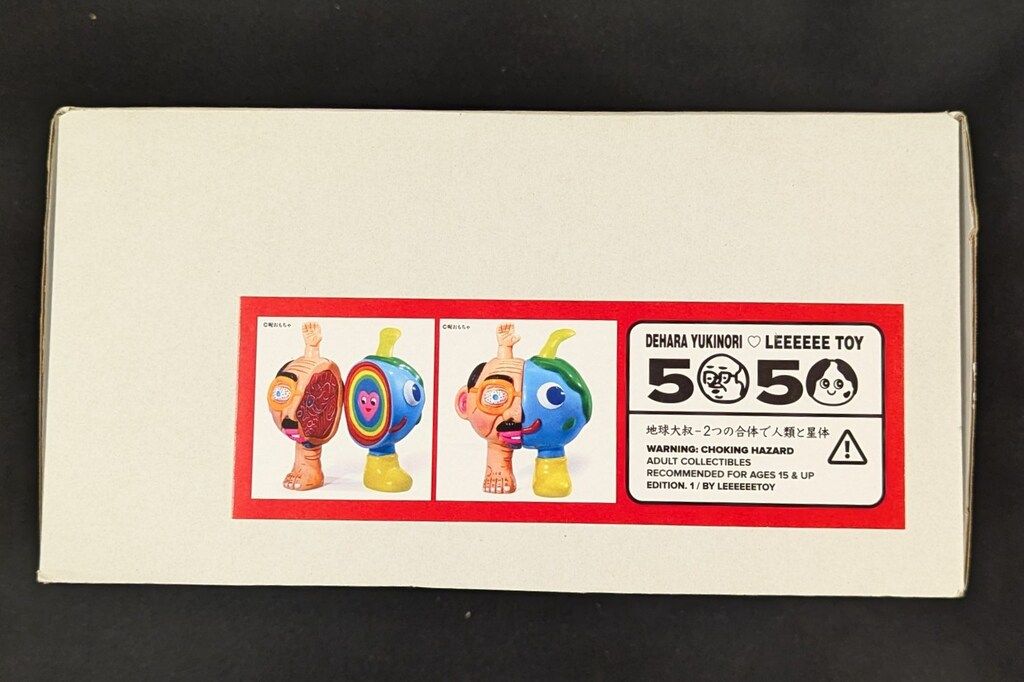 ©呪おもちゃ
©呪おもちゃ
DEHARA YUKINORI ♡ LEEEEEE TOY
5050
地球大叔-2つの合体で人類と星体
WARNING: CHOKING HAZARD
ADULT COLLECTIBLES
RECOMMENDED FOR AGES 15 & UP
EDITION. 1 / BY LEEEEEETOY